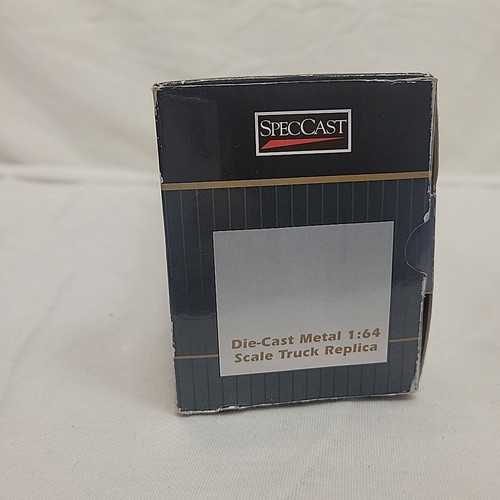 SPECCAST
Die-Cast Metal 1:64
Scale Truck Replica